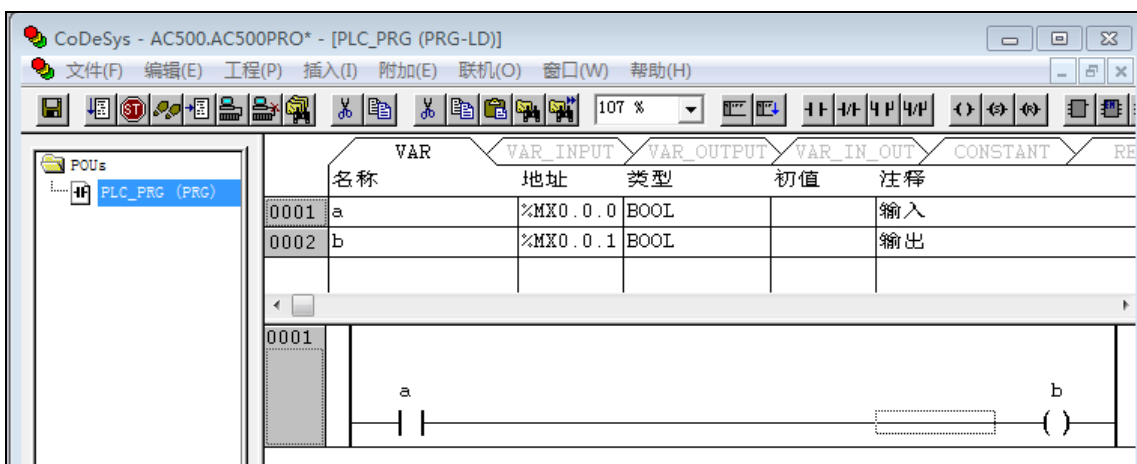 CoDeSys - AC500.AC500PRO* - [PLC_PRG (PRG-LD)]
文件(F) 编辑(E) 工程(P) 插入(I) 附加(E) 联机(O) 窗口(W) 帮助(H)
107 %
POUs
PLC_PRG (PRG)
VAR VAR_INPUT VAR_OUTPUT VAR_IN_OUT CONSTANT RE
名称 地址 类型 初值 注释
0001 a %MX0.0.0 BOOL 输入
0002 b %MX0.0.1 BOOL 输出
0001
a b